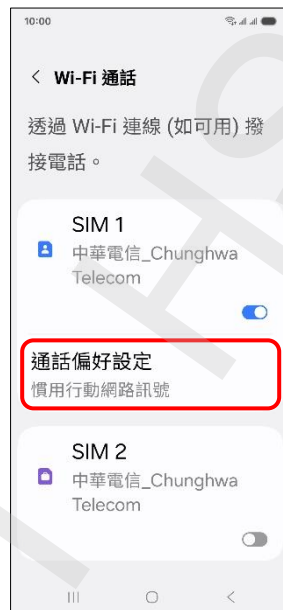 10:00
Wi-Fi 通話
透過 Wi-Fi 連線 (如可用) 撥
接電話。
SIM 1
中華電信_Chunghwa
Telecom
通話偏好設定
慣用行動網路訊號
SIM 2
中華電信_Chunghwa
Telecom